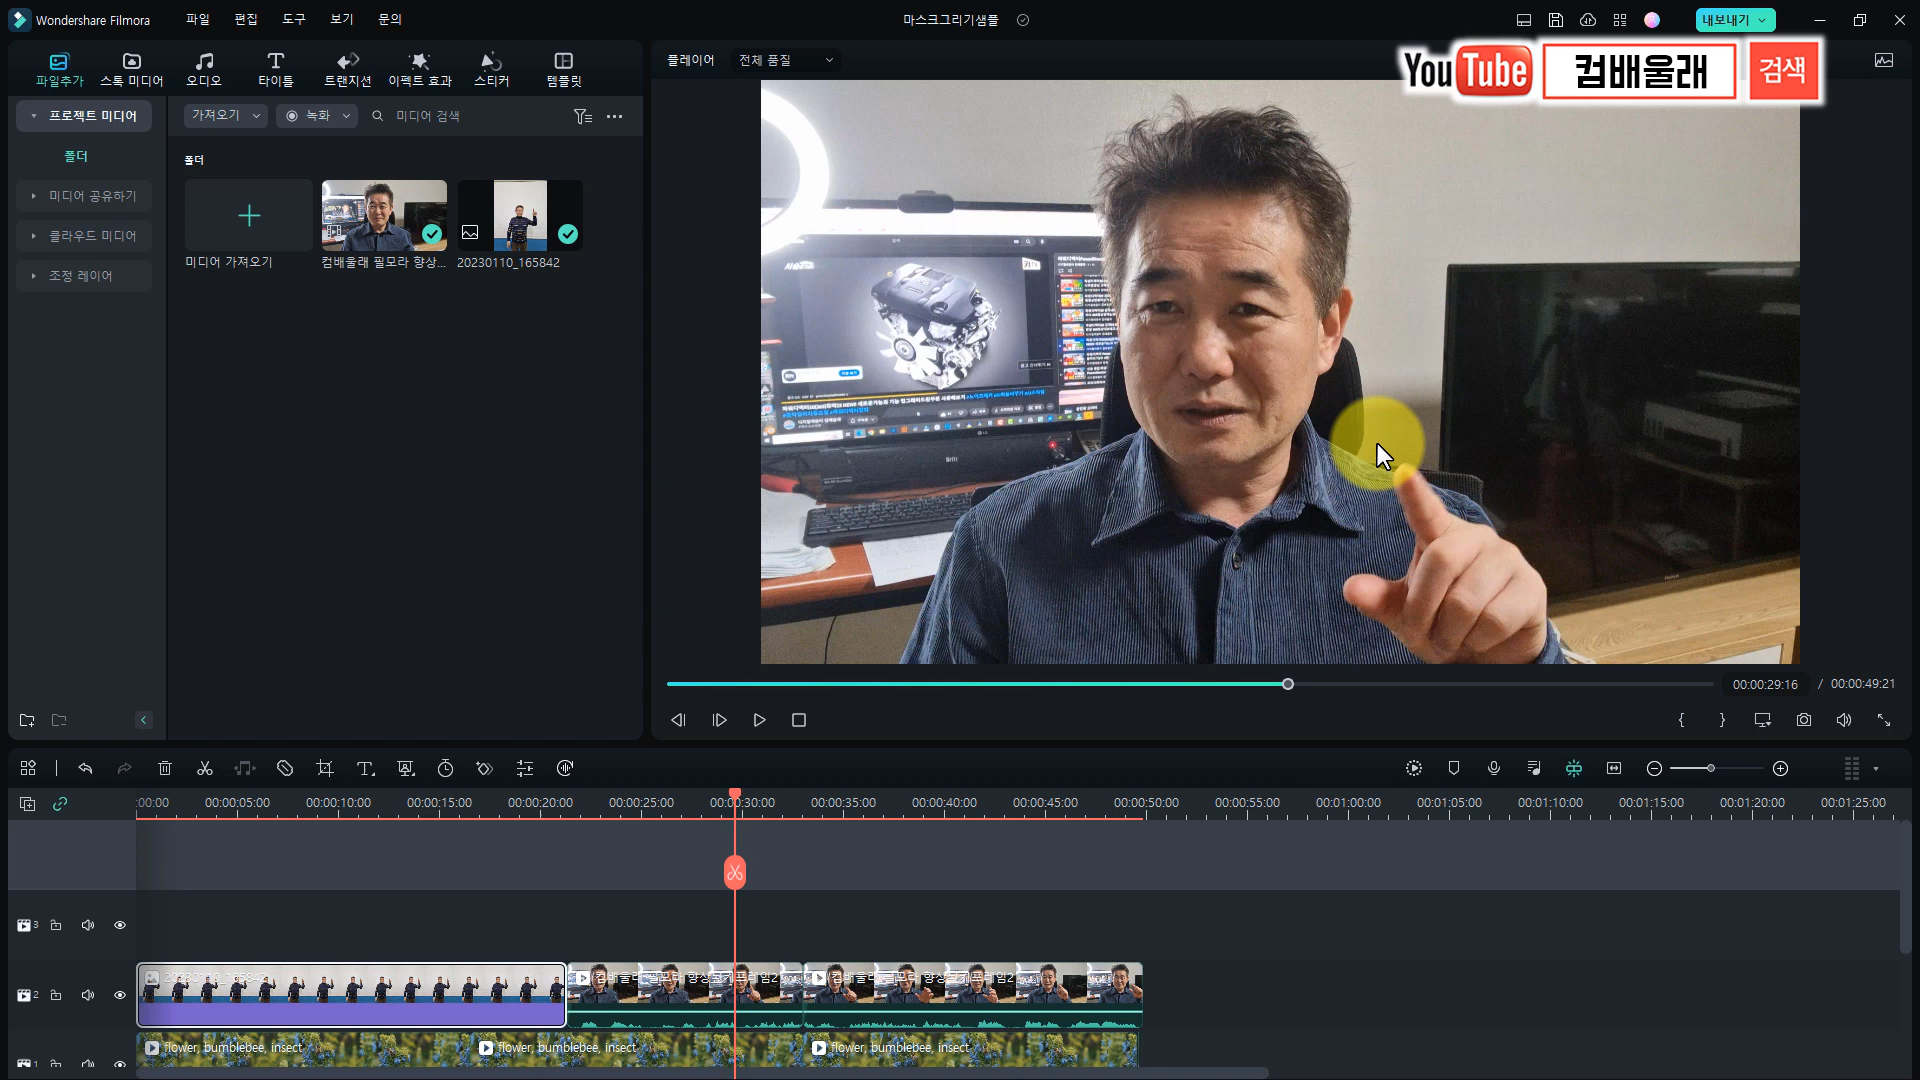 Wondershare Filmora
파일 편집 도구 보기 문의
마스크그리기샘플
내보내기
파일추가 스톡 미디어 오디오 타이틀 트랜지션 이펙트 효과 스티커 템플릿
플레이어 전체 품질
YouTube 컴배울래 검색
프로젝트 미디어
폴더
미디어 공유하기
클라우드 미디어
조정 레이어
가져오기 녹화 미디어 검색
폴더
미디어 가져오기 컴배울래 필모라 향상... 20230110_165842
00:00:29:16 / 00:00:49:21
:00:00 00:00:05:00 00:00:10:00 00:00:15:00 00:00:20:00 00:00:25:00 00:00:30:00 00:00:35:00 00:00:40:00 00:00:45:00 00:00:50:00 00:00:55:00 00:01:00:00 00:01:05:00 00:01:10:00 00:01:15:00 00:01:20:00 00:01:25:00
3
2 20230110_165842
1 flower, bumblebee, insect flower, bumblebee, insect flower, bumblebee, insect